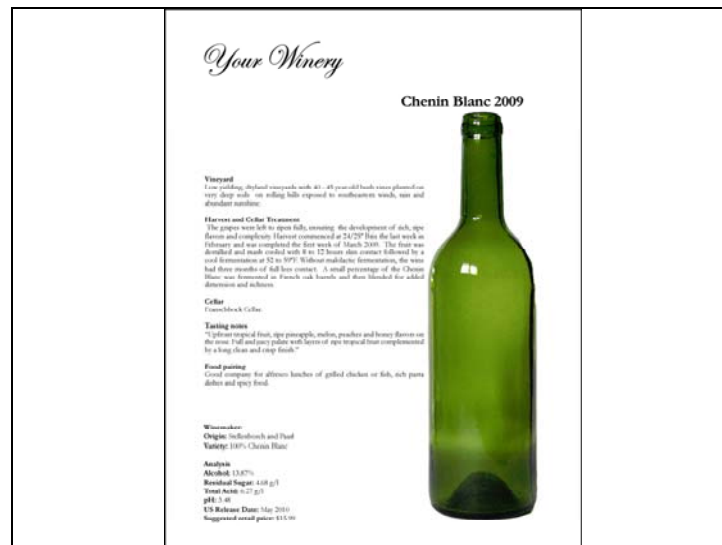 Your Winery
Chenin Blanc 2009
Vineyard
Low yielding, dryland vineyards with 40 - 45 year old bush vines planted on
very deep soils on rolling hills exposed to southeastern winds, rain and
abundant sunshine.
Harvest and Cellar Treatment
The grapes were left to ripen fully, ensuring the development of rich, ripe
flavors and complexity. Harvest commenced at 24/25° Brix the last week in
February and was completed the first week of March 2009. The fruit was
destalked and mash cooled with 8 to 12 hours skin contact followed by a
cool fermentation at 52 to 59°F. Without malolactic fermentation, the wine
had three months of full lees contact. A small percentage of the Chenin
Blanc was fermented in French oak barrels and then blended for added
dimension and richness.
Cellar
Cellar
Tasting notes
"Upfront tropical fruit, ripe pineapple, melon, peaches and honey flavors on
the nose. Full and juicy palate with layers of ripe tropical fruit complemented
by a long clean and crisp finish."
Food pairing
Good company for alfresco lunches of grilled chicken or fish, rich pasta
dishes and spicy food.
Winemaker:
Origin: Stellenbosch and Paarl
Variety: 100% Chenin Blanc
Analysis
Alcohol: 13.87%
Residual Sugar: 4.68 g/l
Total Acid: 6.27 g/l
pH: 3.48
US Release Date: May 2010
Suggested retail price: $15.99